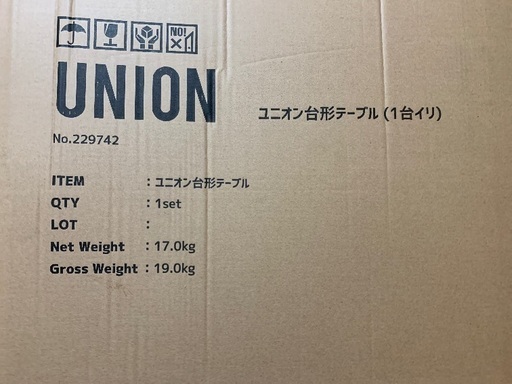 NO!
UNION
ユニオン台形テーブル (1台イリ)
No.229742
ITEM : ユニオン台形テーブル
QTY : 1set
LOT :
Net Weight : 17.0kg
Gross Weight : 19.0kg